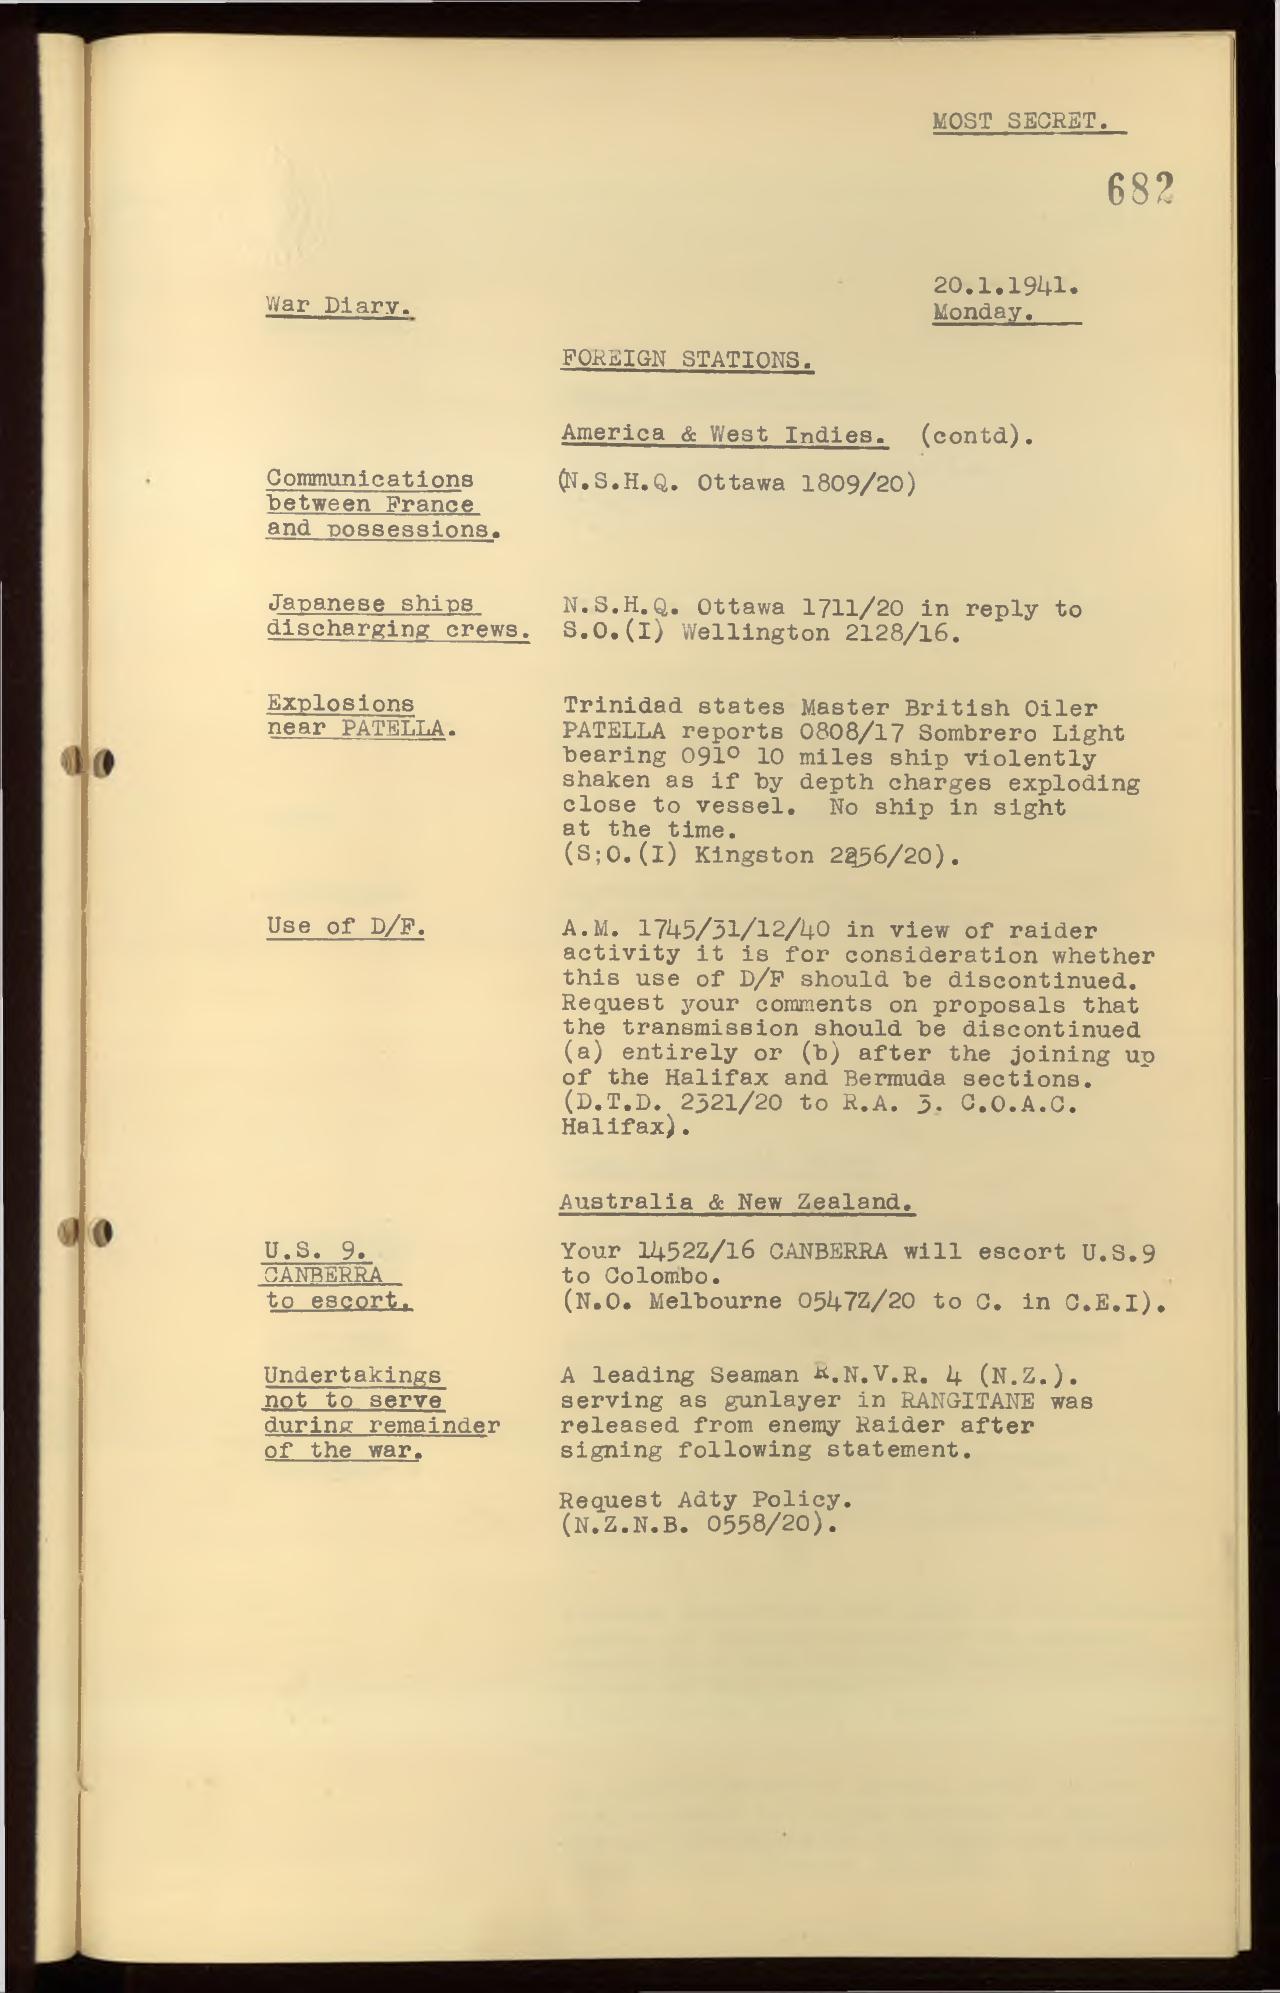 MOST SECRET.
682
20.1.1941.
War Diary.
Monday.
FOREIGN STATIONS.
America & West Indies. (contd).
Communications
between France
and possessions.
(N.S.H.Q. Ottawa 1809/20)
Japanese ships
discharging crews.
N.S.H.Q. Ottawa 1711/20 in reply to
S.O.(I) Wellington 2128/16.
Explosions
near PATELLA.
Trinidad states Master British Oiler
PATELLA reports 0808/17 Sombrero Light
bearing 091° 10 miles ship violently
shaken as if by depth charges exploding
close to vessel. No ship in sight
at the time.
(S;O.(I) Kingston
Use of D/F.
A.M. 1745/31/12/40 in view of raider
activity it is for consideration whether
this use of D/F should be discontinued.
Request your comments on proposals that
the transmission should be discontinued
(a) entirely or (b) after the joining up
of the Halifax and Bermuda sections.
(D.T.D. 2321/20 to R.A. 3. C.O.A.C.
Halifax).
Australia & New Zealand.
U.S. 9.
CANBERRA
to escort.
Your 1452Z/16 CANBERRA will escort U.S.9
to Colombo.
(N.O. Melbourne 0547Z/20 to C. in C.E.I).
Undertakings
not to serve
during remainder
of the war.
A leading Seaman R.N.V.R. 4 (N.Z.).
serving as gunlayer in RANGITANE was
released from enemy Raider after
signing following statement.
Request Adty Policy.
(N.Z.N.B. 0558/20).